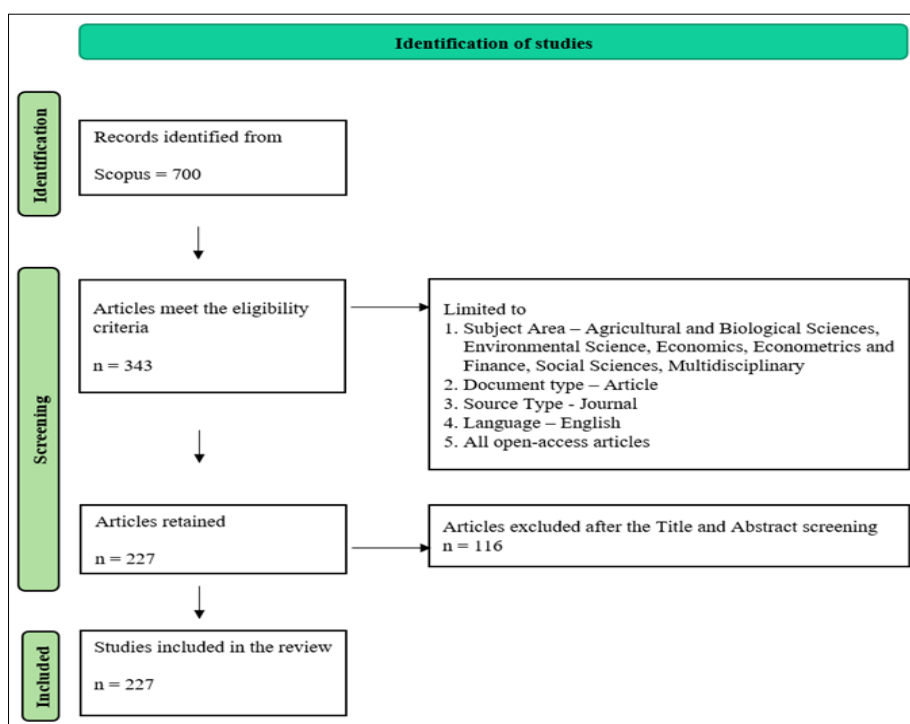 Identification of studies
Identification
Records identified from
Scopus = 700
Screening
Articles meet the eligibility
criteria
n = 343
Limited to
1. Subject Area – Agricultural and Biological Sciences,
Environmental Science, Economics, Econometrics and
Finance, Social Sciences, Multidisciplinary
2. Document type – Article
3. Source Type - Journal
4. Language – English
5. All open-access articles
Articles retained
n = 227
Articles excluded after the Title and Abstract screening
n = 116
Included
Studies included in the review
n = 227